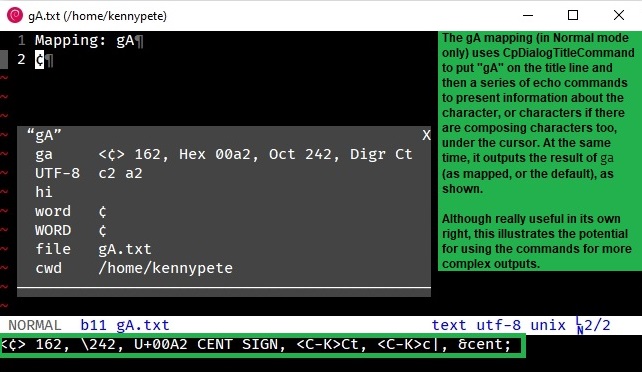 gA.txt (/home/kennypete)
1 Mapping: gA¶
2 ¢¶
~
~
~
~
~
~
~
~
~
~
~
~
“gA” X
ga <¢> 162, Hex 00a2, Oct 242, Digr Ct
UTF-8 c2 a2
hi
word ¢
WORD ¢
file gA.txt
cwd /home/kennypete
The gA mapping (in Normal mode
only) uses CpDialogTitleCommand
to put "gA" on the title line and
then a series of echo commands
to present information about the
character, or characters if there
are composing characters too,
under the cursor. At the same
time, it outputs the result of ga
(as mapped, or the default), as
shown.
Although really useful in its own
right, this illustrates the potential
for using the commands for more
complex outputs.
NORMAL b11 gA.txt text utf-8 unix ␤2/2
<¢> 162, \242, U+00A2 CENT SIGN, <C-K>Ct, <C-K>c|, &cent;